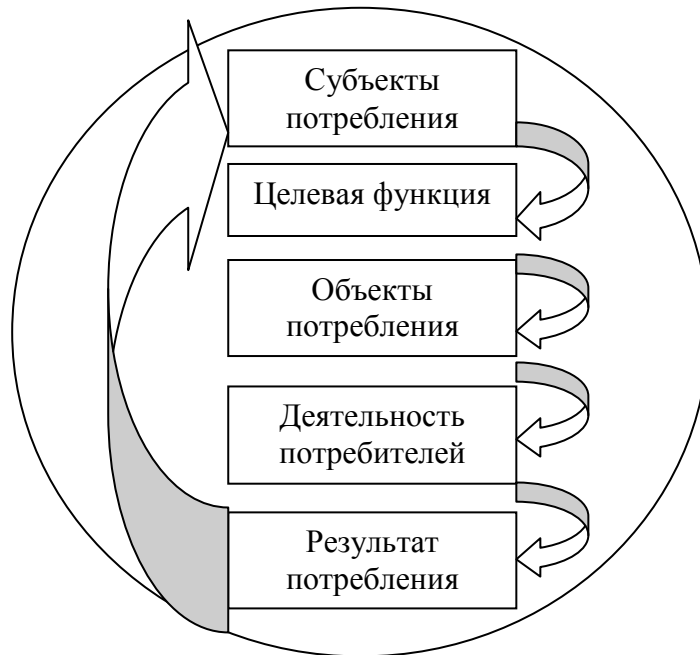 Субъекты
потребления
Целевая функция
Объекты
потребления
Деятельность
потребителей
Результат
потребления